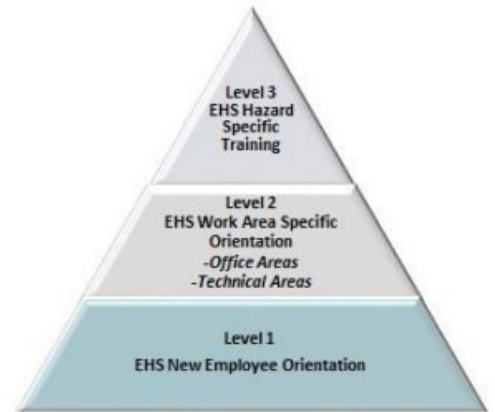 Level 3
EHS Hazard
Specific
Training
Level 2
EHS Work Area Specific
Orientation
-Office Areas
-Technical Areas
Level 1
EHS New Employee Orientation